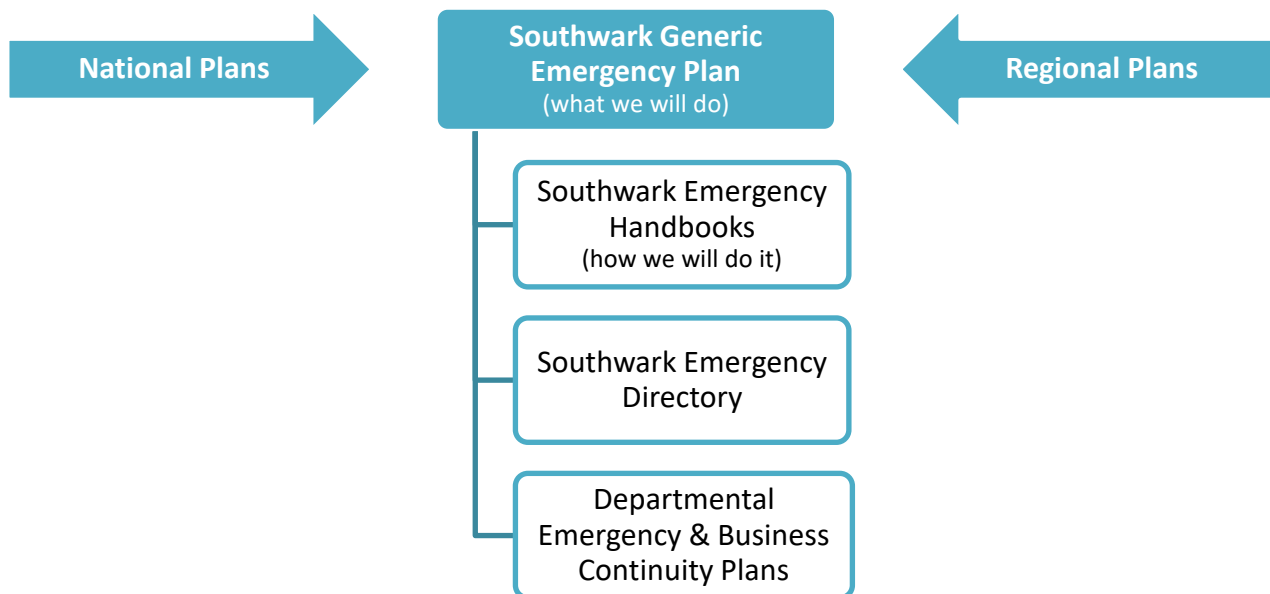 National Plans
Southwark Generic
Emergency Plan
(what we will do)
Regional Plans
Southwark Emergency
Handbooks
(how we will do it)
Southwark Emergency
Directory
Departmental
Emergency & Business
Continuity Plans